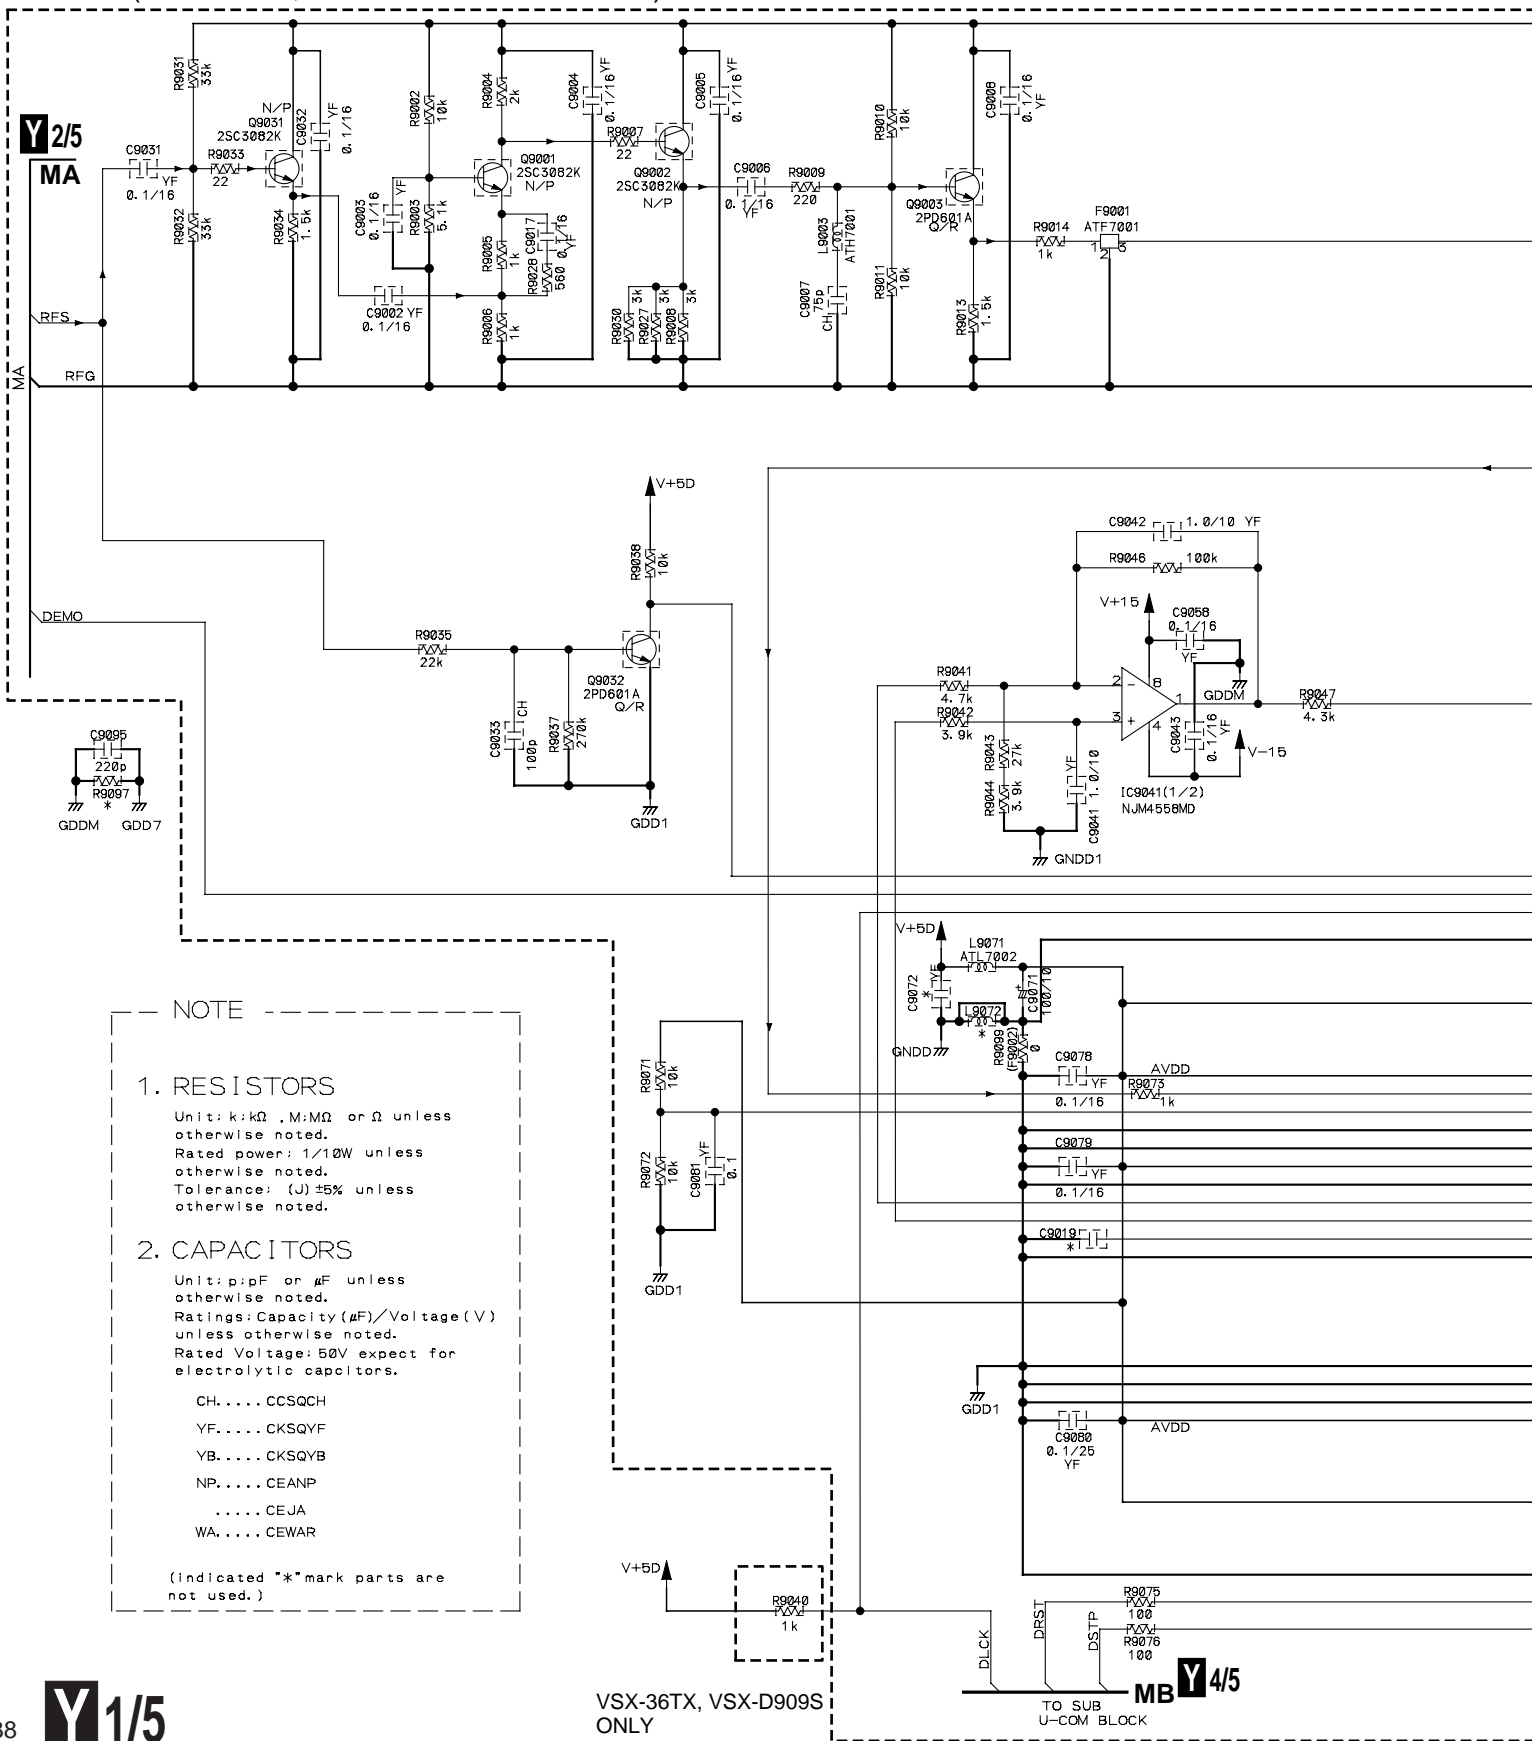 Y 2/5
MA
R9031
33k
C9031
YF
0.1/16
R9033
22
R9032
33k
N/P
Q9031
2SC3082K
C9032
YF
0.1/16
R9034
1.5k
R9002
10k
C9003
0.1/16
YF
R9003
5.1k
C9002 YF
0.1/16
R9004
2k
Q9001
2SC3082K
N/P
R9005
1k
C9017
0.1/16
YF
R9028
560
R9006
1k
C9004
0.1/16
YF
R9007
22
Q9002
2SC3082K
N/P
C9005
0.1/16
YF
R9030
3k
R9027
3k
R9008
3k
C9006
0.1/16
YF
R9009
220
L9003
ATH7001
C9007
75p
CH
R9010
10k
R9011
10k
Q9003
2PD601A
Q/R
C9008
0.1/16
YF
R9013
1.5k
R9014
1k
F9001
ATF7001
1
2
3
RFS
MA
RFG
DEMO
V+5D
R9038
10k
R9035
22k
Q9032
2PD601A
Q/R
C9033
100p
CH
R9037
270k
GDD1
C9095
220p
R9097
*
GDDM
GDD7
C9042
1.0/10 YF
R9046
100k
V+15
C9058
0.1/16
YF
GDDM
R9041
4.7k
R9042
3.9k
2
-
3
+
8
1
4
R9047
4.3k
C9043
0.1/16
YF
V-15
R9043
27k
R9044
3.9k
C9041
1.0/10
YF
IC9041(1/2)
NJM4558MD
GNDD1
V+5D
L9071
ATL7002
C9072
*
YF
C9071
100/10
+
L9072
*
GNDD
R9099
(F9002)
0
C9078
YF
0.1/16
AVDD
R9073
1k
C9079
YF
0.1/16
C9019
*
R9071
10k
R9072
10k
C9081
0.1
YF
GDD1
GDD1
C9080
0.1/25
YF
AVDD
NOTE
1. RESISTORS
Unit: k:kΩ , M:MΩ or Ω unless
otherwise noted.
Rated power: 1/10W unless
otherwise noted.
Tolerance: (J) ±5% unless
otherwise noted.
2. CAPACITORS
Unit: p:pF or μF unless
otherwise noted.
Ratings: Capacity (μF)/Voltage (V)
unless otherwise noted.
Rated Voltage: 50V expect for
electrolytic capcitors.
CH..... CCSQCH
YF..... CKSQYF
YB..... CKSQYB
NP..... CEANP
..... CEJA
WA..... CEWAR
(indicated "*" mark parts are
not used.)
V+5D
R9040
1k
R9075
100
R9076
100
DLCK
DRST
DSTP
MB Y 4/5
TO SUB
U-COM BLOCK
VSX-36TX, VSX-D909S
ONLY
Y 1/5